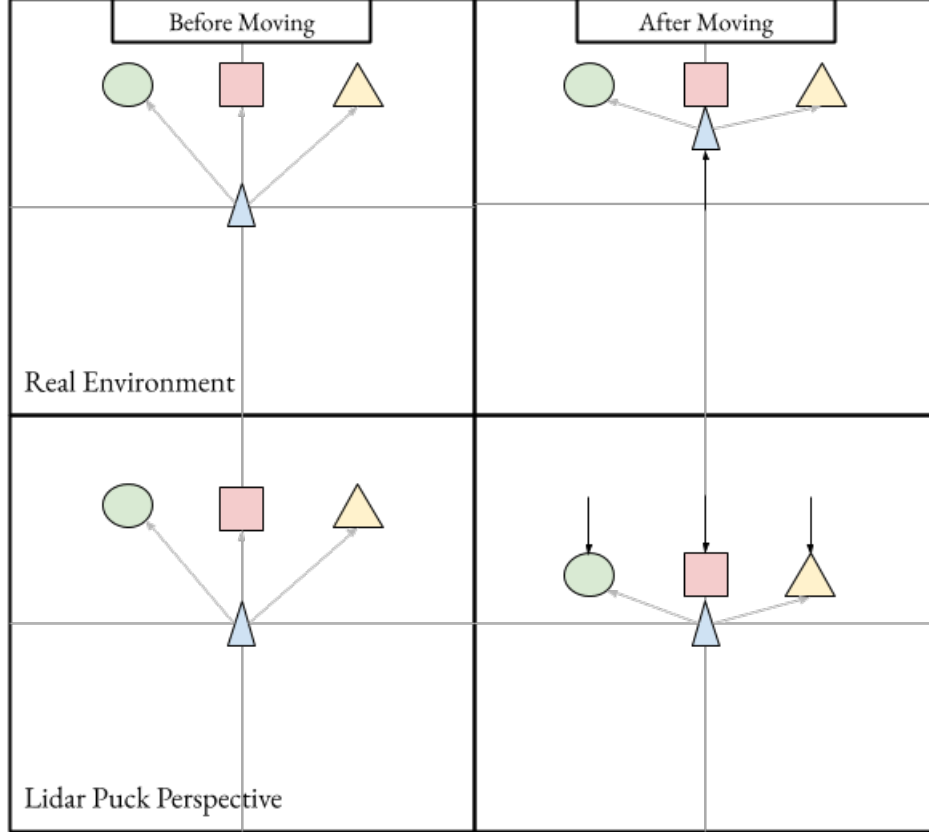 Before Moving
After Moving
Real Environment
Lidar Puck Perspective